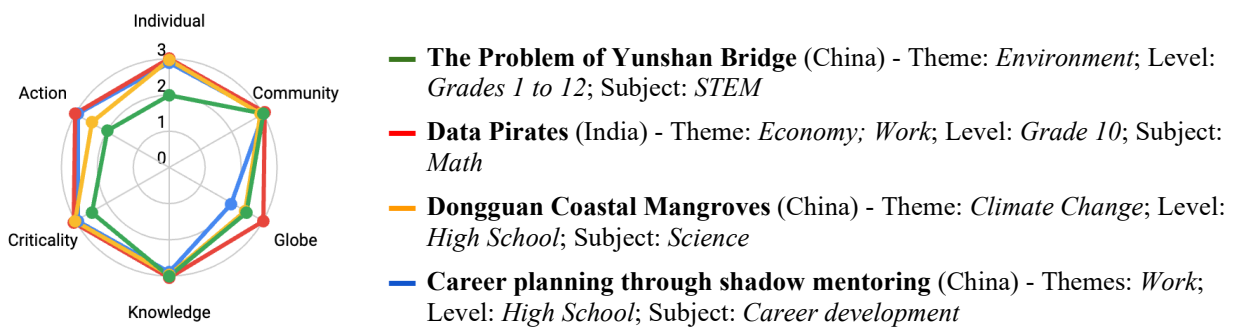 Individual
3
2
1
0
Action
Community
Criticality
Globe
Knowledge
The Problem of Yunshan Bridge (China) - Theme: Environment; Level:
Grades 1 to 12; Subject: STEM
Data Pirates (India) - Theme: Economy; Work; Level: Grade 10; Subject:
Math
Dongguan Coastal Mangroves (China) - Theme: Climate Change; Level:
High School; Subject: Science
Career planning through shadow mentoring (China) - Themes: Work;
Level: High School; Subject: Career development